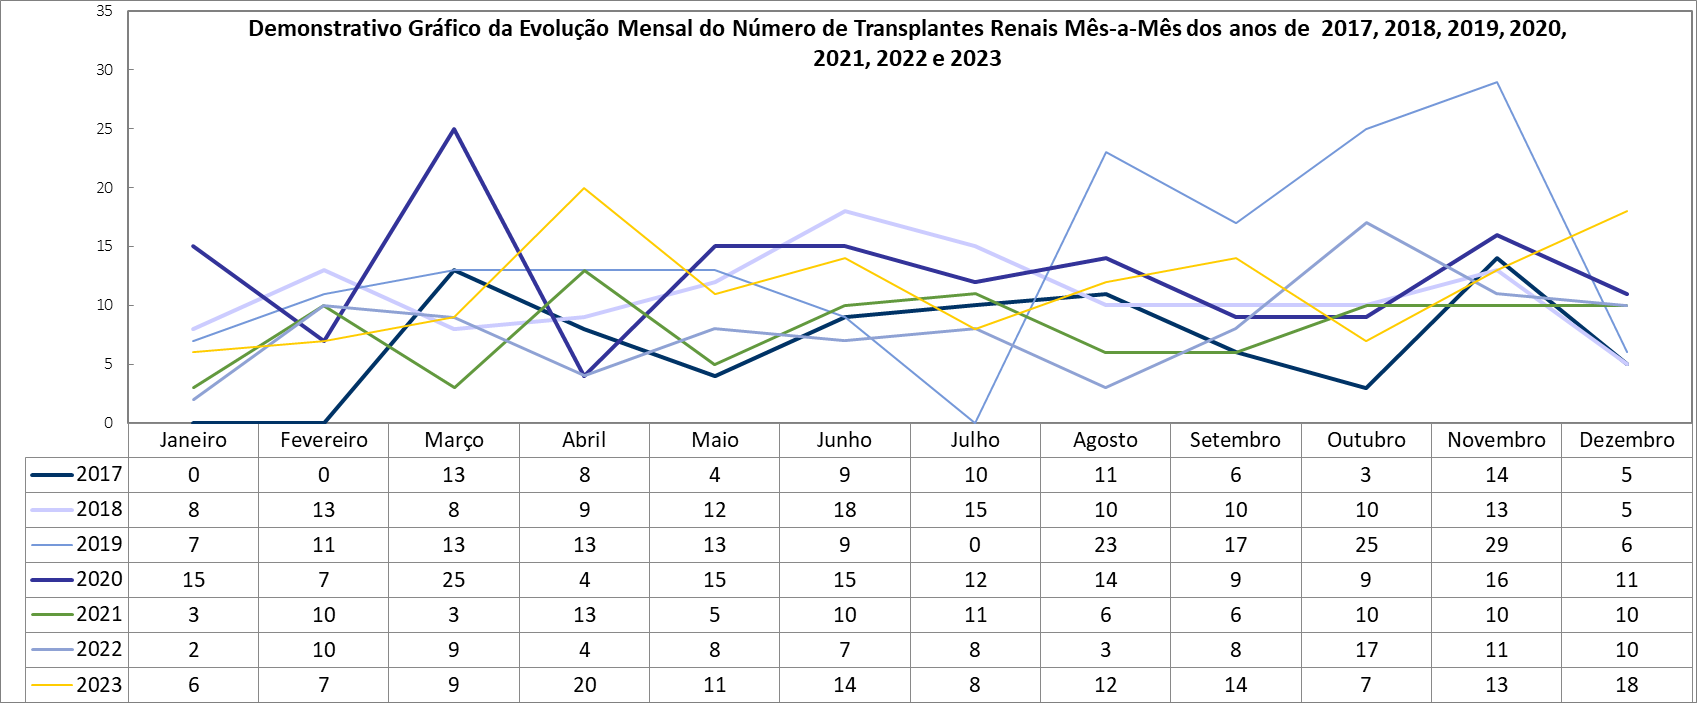 Demonstrativo Gráfico da Evolução Mensal do Número de Transplantes Renais Mês-a-Mês dos anos de 2017, 2018, 2019, 2020,
2021, 2022 e 2023
35
30
25
20
15
10
5
0
Janeiro Fevereiro Março Abril Maio Junho Julho Agosto Setembro Outubro Novembro Dezembro
2017 0 0 13 8 4 9 10 11 6 3 14 5
2018 8 13 8 9 12 18 15 10 10 10 13 5
2019 7 11 13 13 13 9 0 23 17 25 29 6
2020 15 7 25 4 15 15 12 14 9 9 16 11
2021 3 10 3 13 5 10 11 6 6 10 10 10
2022 2 10 9 4 8 7 8 3 8 17 11 10
2023 6 7 9 20 11 14 8 12 14 7 13 18